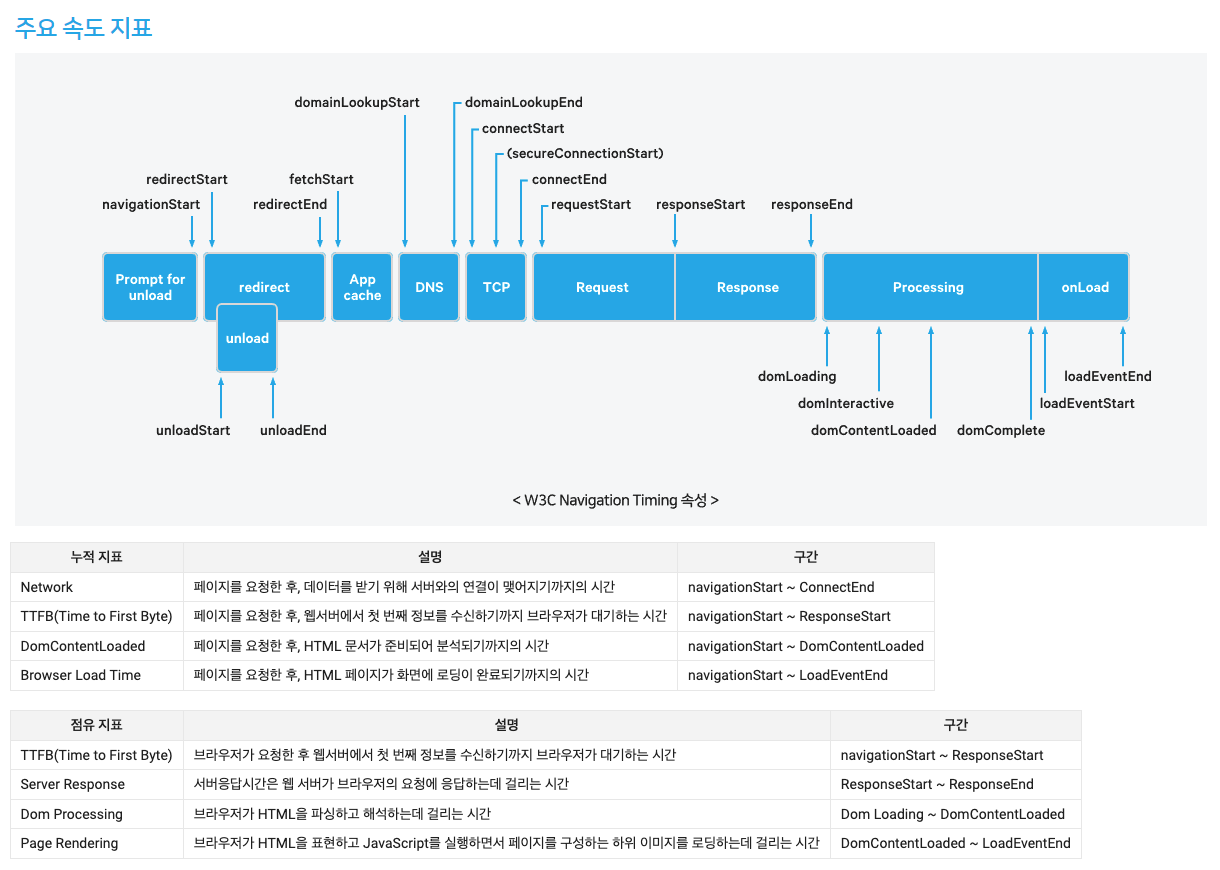 주요 속도 지표
domainLookupStart
domainLookupEnd
connectStart
(secureConnectionStart)
redirectStart
fetchStart
connectEnd
navigationStart
redirectEnd
requestStart
responseStart
responseEnd
Prompt for
unload
redirect
App
cache
DNS
TCP
Request
Response
Processing
onLoad
unload
domLoading
loadEventEnd
domInteractive
loadEventStart
unloadStart
unloadEnd
domContentLoaded
domComplete
< W3C Navigation Timing 속성 >
누적 지표 설명 구간
Network 페이지를 요청한 후, 데이터를 받기 위해 서버와의 연결이 맺어지기까지의 시간 navigationStart ~ ConnectEnd
TTFB(Time to First Byte) 페이지를 요청한 후, 웹서버에서 첫 번째 정보를 수신하기까지 브라우저가 대기하는 시간 navigationStart ~ ResponseStart
DomContentLoaded 페이지를 요청한 후, HTML 문서가 준비되어 분석되기까지의 시간 navigationStart ~ DomContentLoaded
Browser Load Time 페이지를 요청한 후, HTML 페이지가 화면에 로딩이 완료되기까지의 시간 navigationStart ~ LoadEventEnd
점유 지표 설명 구간
TTFB(Time to First Byte) 브라우저가 요청한 후 웹서버에서 첫 번째 정보를 수신하기까지 브라우저가 대기하는 시간 navigationStart ~ ResponseStart
Server Response 서버응답시간은 웹 서버가 브라우저의 요청에 응답하는데 걸리는 시간 ResponseStart ~ ResponseEnd
Dom Processing 브라우저가 HTML을 파싱하고 해석하는데 걸리는 시간 Dom Loading ~ DomContentLoaded
Page Rendering 브라우저가 HTML을 표현하고 JavaScript를 실행하면서 페이지를 구성하는 하위 이미지를 로딩하는데 걸리는 시간 DomContentLoaded ~ LoadEventEnd